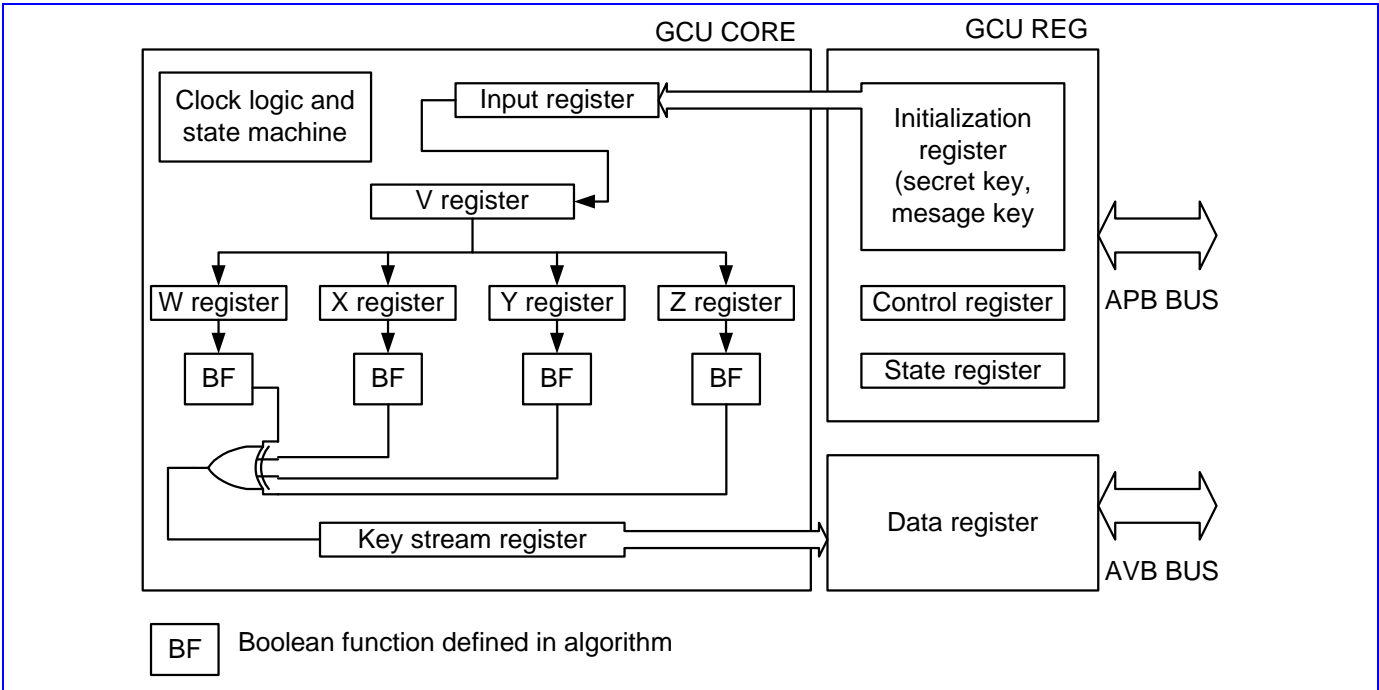 GCU CORE
GCU REG
Clock logic and
state machine
Input register
Initialization
register
(secret key,
mesage key
V register
W register
X register
Y register
Z register
Control register
APB BUS
BF
BF
BF
BF
State register
Data register
Key stream register
AVB BUS
BF
Boolean function defined in algorithm